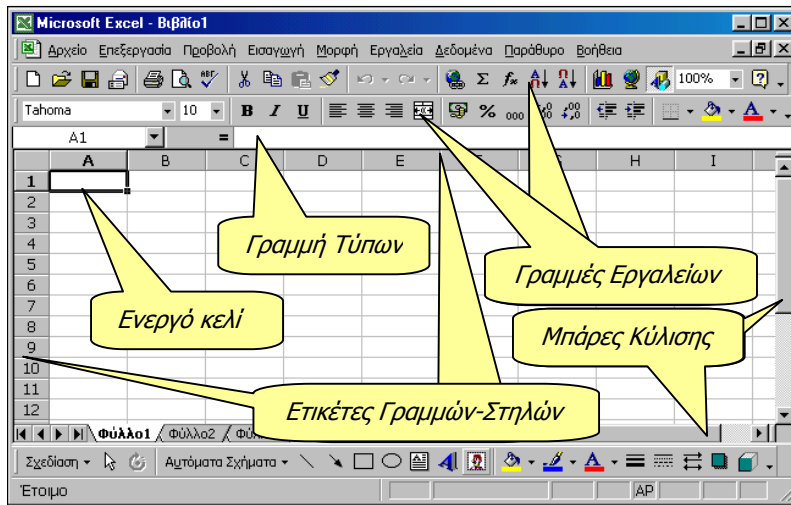 Microsoft Excel - Βιβλίο1
Αρχείο Επεξεργασία Προβολή Εισαγωγή Μορφή Εργαλεία Δεδομένα Παράθυρο Βοήθεια
100%
Tahoma 10 B I U % 000
A1 =
A B C D E H I
1
2
3
4
5
6
7
8
9
10
11
12
Γραμμή Τύπων
Γραμμές Εργαλείων
Ενεργό κελί
Μπάρες Κύλισης
Ετικέτες Γραμμών-Στηλών
Φύλλο1 Φύλλο2
Σχεδίαση Αυτόματα Σχήματα
Έτοιμο AP